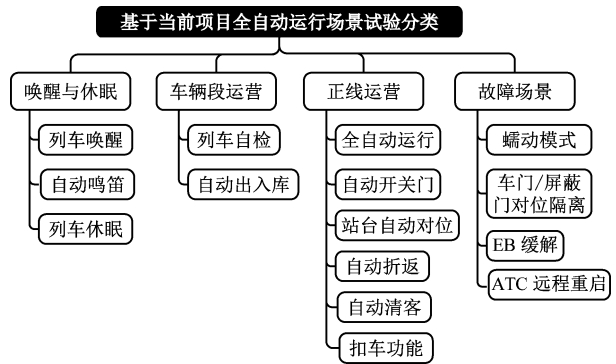 基于当前项目全自动运行场景试验分类
唤醒与休眠
列车唤醒
自动鸣笛
列车休眠
车辆段运营
列车自检
自动出入库
正线运营
全自动运行
自动开关门
站台自动对位
自动折返
自动清客
扣车功能
故障场景
蠕动模式
车门/屏蔽
门对位隔离
EB 缓解
ATC 远程重启